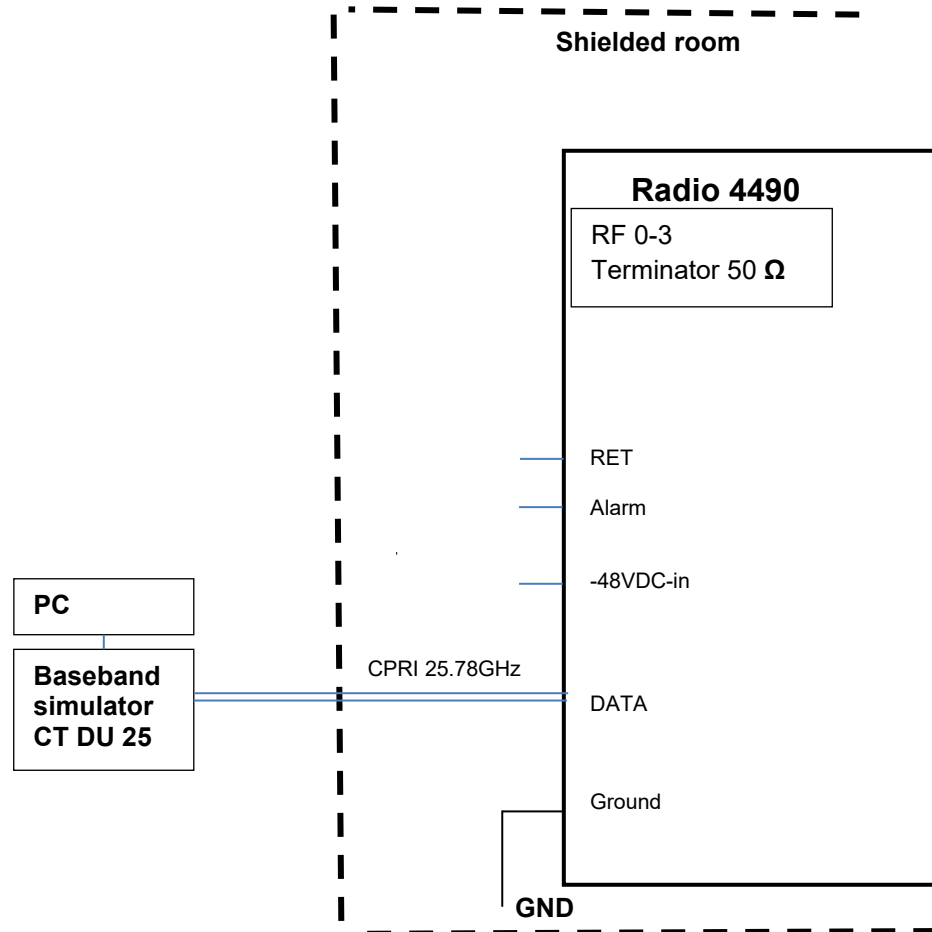 Shielded room
Radio 4490
RF 0-3
Terminator 50 Ω
RET
Alarm
-48VDC-in
PC
Baseband
simulator
CT DU 25
CPRI 25.78GHz
DATA
Ground
GND